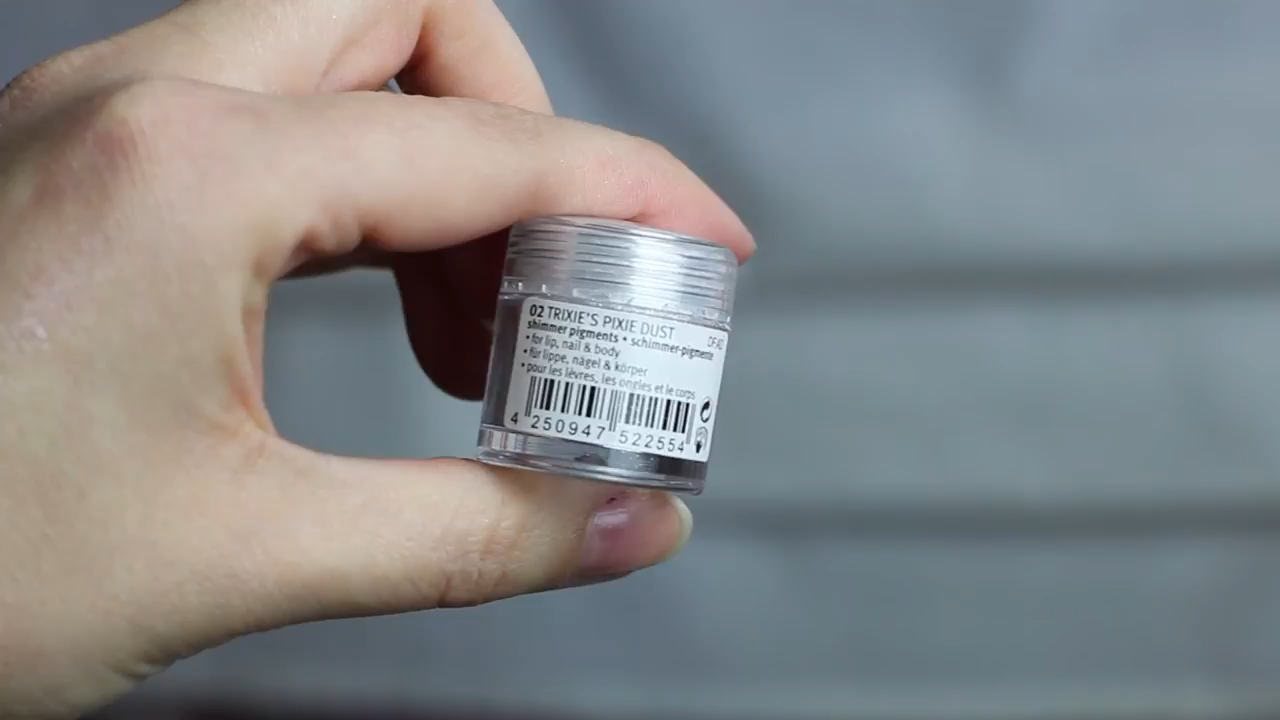 02 TRIXIE'S PIXIE DUST
shimmer pigments • schimmer-pigmente
• for lip, nail & body
• für lippe, nägel & körper
• pour les lèvres, les ongles et le corps
4 250947 522554